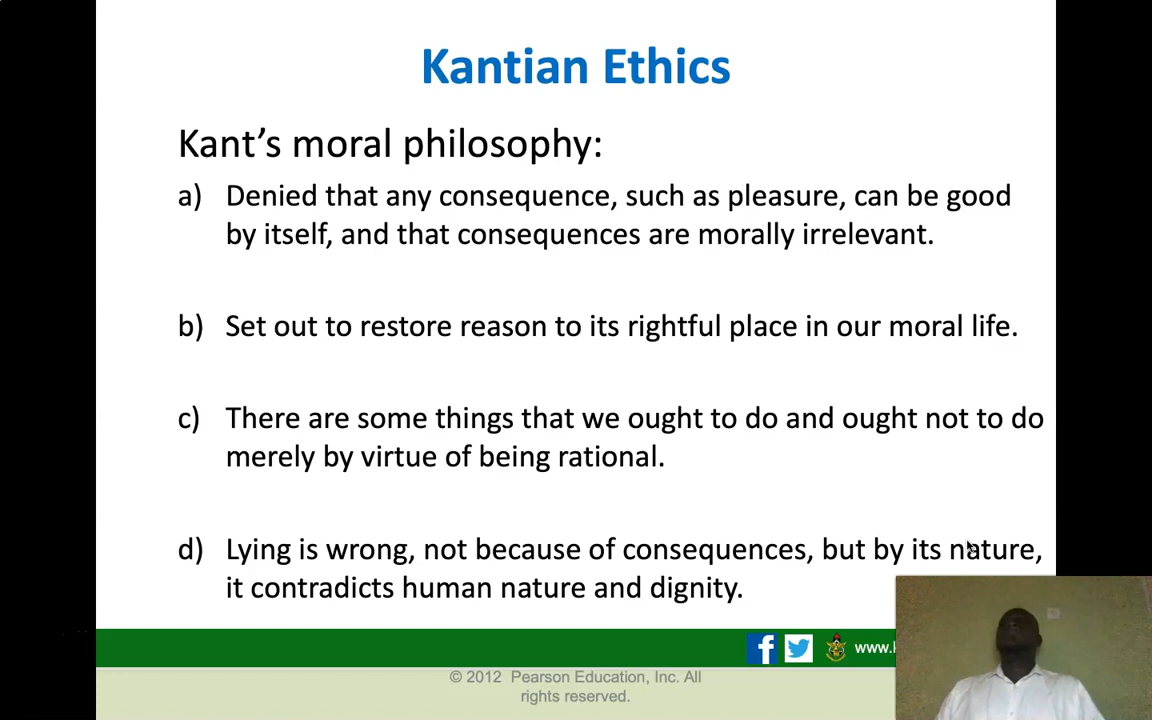 Kantian Ethics
Kant’s moral philosophy:
a) Denied that any consequence, such as pleasure, can be good
by itself, and that consequences are morally irrelevant.
b) Set out to restore reason to its rightful place in our moral life.
c) There are some things that we ought to do and ought not to do
merely by virtue of being rational.
d) Lying is wrong, not because of consequences, but by its nature,
it contradicts human nature and dignity.
www.
© 2012 Pearson Education, Inc. All
rights reserved.